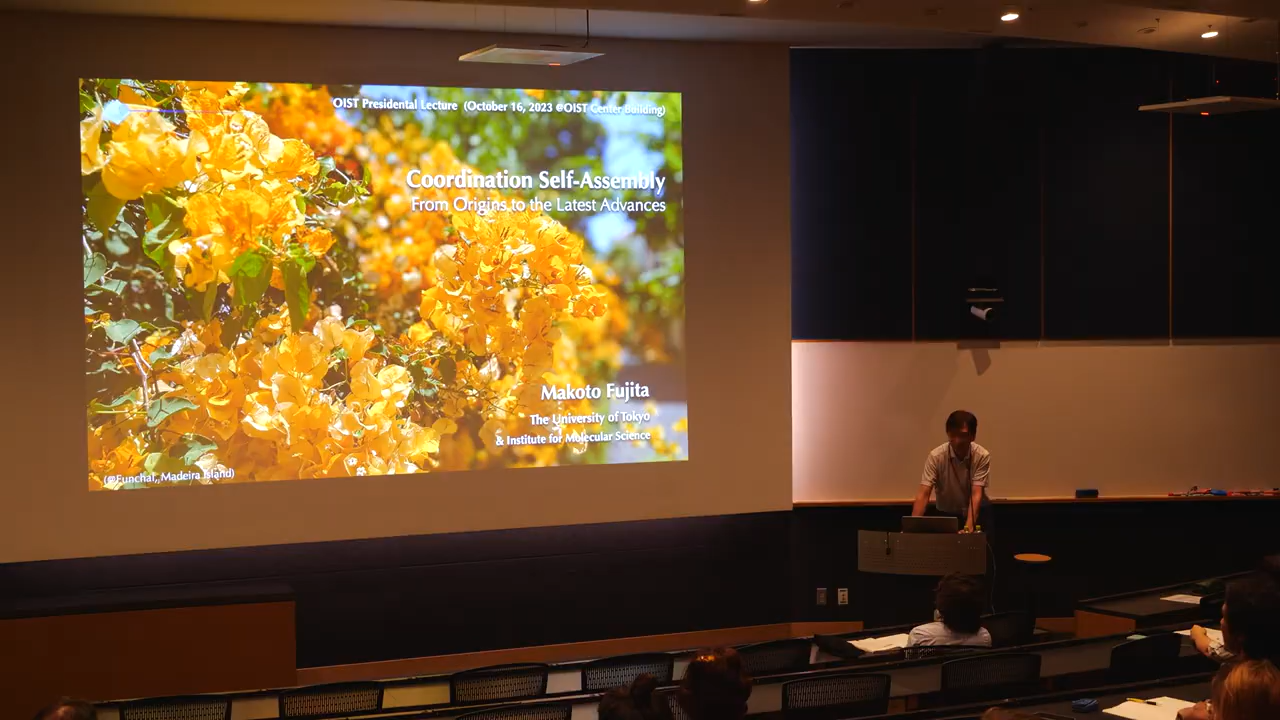 OIST Presidental Lecture (October 16, 2023 @OIST Center Building)
Coordination Self-Assembly
From Origins to the Latest Advances
Makoto Fujita
The University of Tokyo
& Institute for Molecular Science
(@Funchal, Madeira Island)